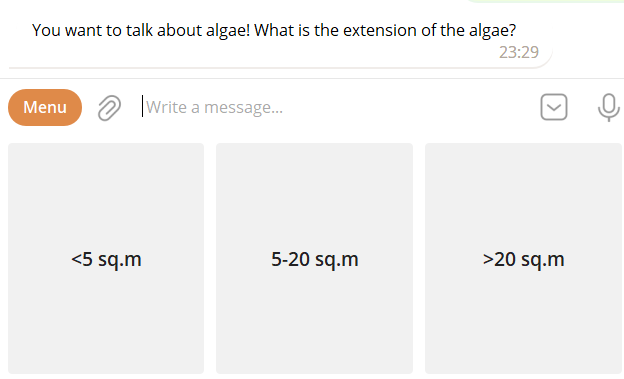 You want to talk about algae! What is the extension of the algae?
23:29
Menu
Write a message...
<5 sq.m
5-20 sq.m
>20 sq.m